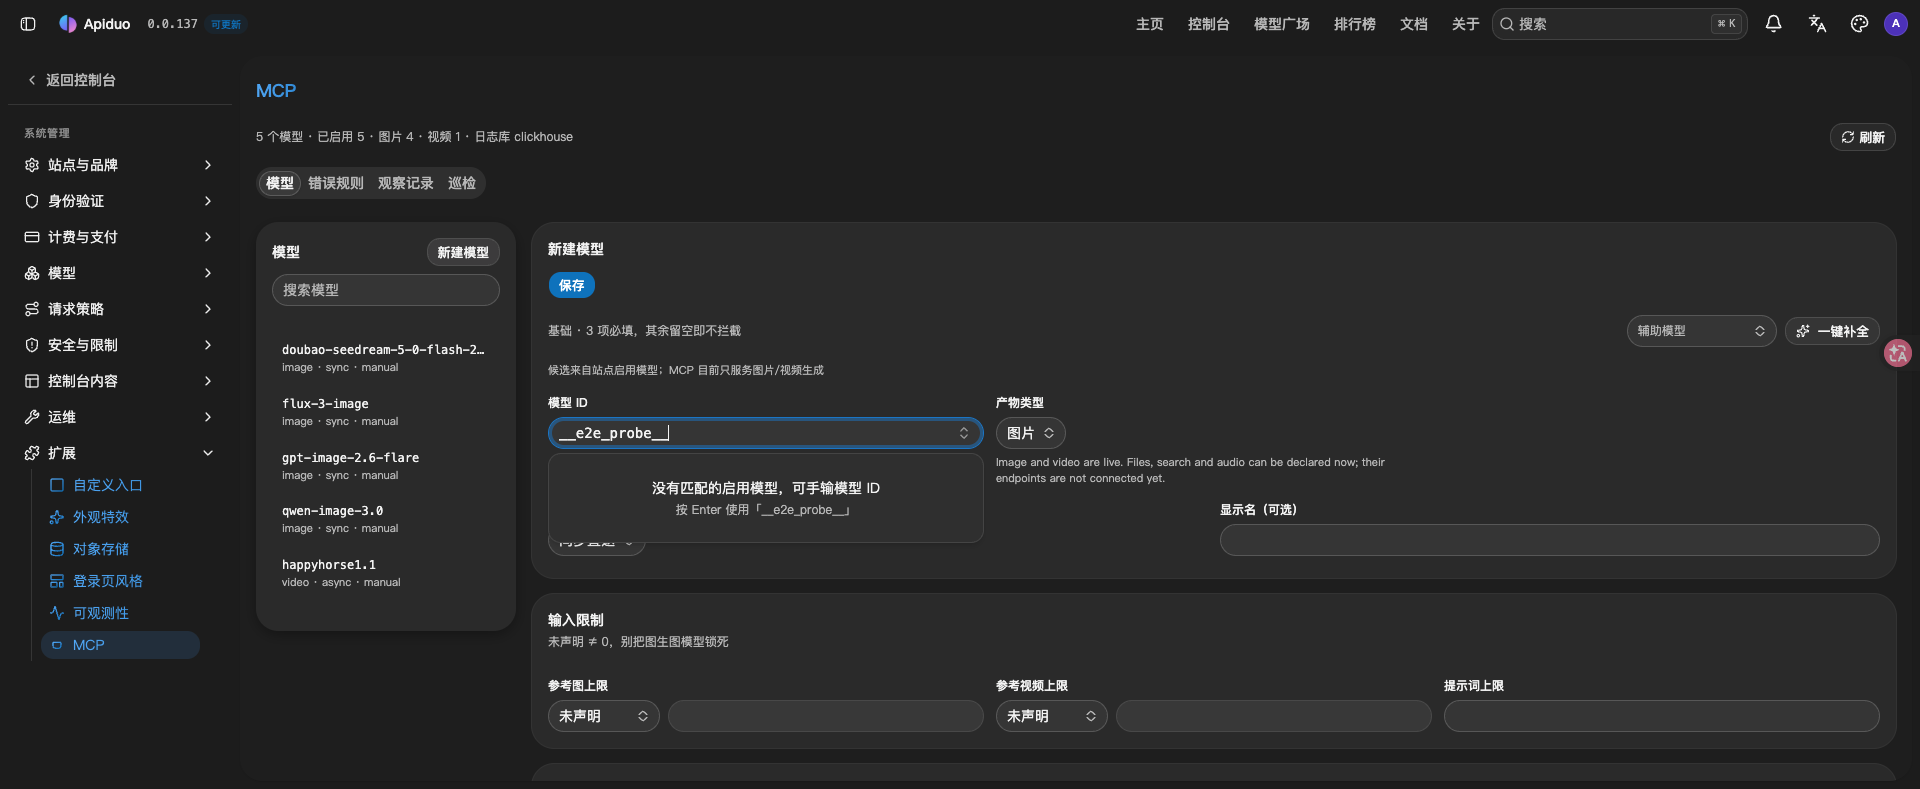 Apiduo 0.0.137 可更新
主页 控制台 模型广场 排行榜 文档 关于 搜索 ⌘ K A
返回控制台
系统管理
站点与品牌
身份验证
计费与支付
模型
请求策略
安全与限制
控制台内容
运维
扩展
自定义入口
外观特效
对象存储
登录页风格
可观测性
MCP
MCP
5 个模型 · 已启用 5 · 图片 4 · 视频 1 · 日志库 clickhouse
刷新
模型 错误规则 观察记录 巡检
模型 新建模型
搜索模型
doubao-seedream-5-0-flash-2…
image · sync · manual
flux-3-image
image · sync · manual
gpt-image-2.6-flare
image · sync · manual
qwen-image-3.0
image · sync · manual
happyhorse1.1
video · async · manual
新建模型
保存
基础 · 3 项必填，其余留空即不拦截
辅助模型 一键补全
候选来自站点启用模型；MCP 目前只服务图片/视频生成
模型 ID
__e2e_probe__
没有匹配的启用模型，可手输模型 ID
按 Enter 使用「__e2e_probe__」
产物类型
图片
Image and video are live. Files, search and audio can be declared now; their
endpoints are not connected yet.
显示名（可选）
输入限制
未声明 ≠ 0，别把图生图模型锁死
参考图上限
未声明
参考视频上限
未声明
提示词上限